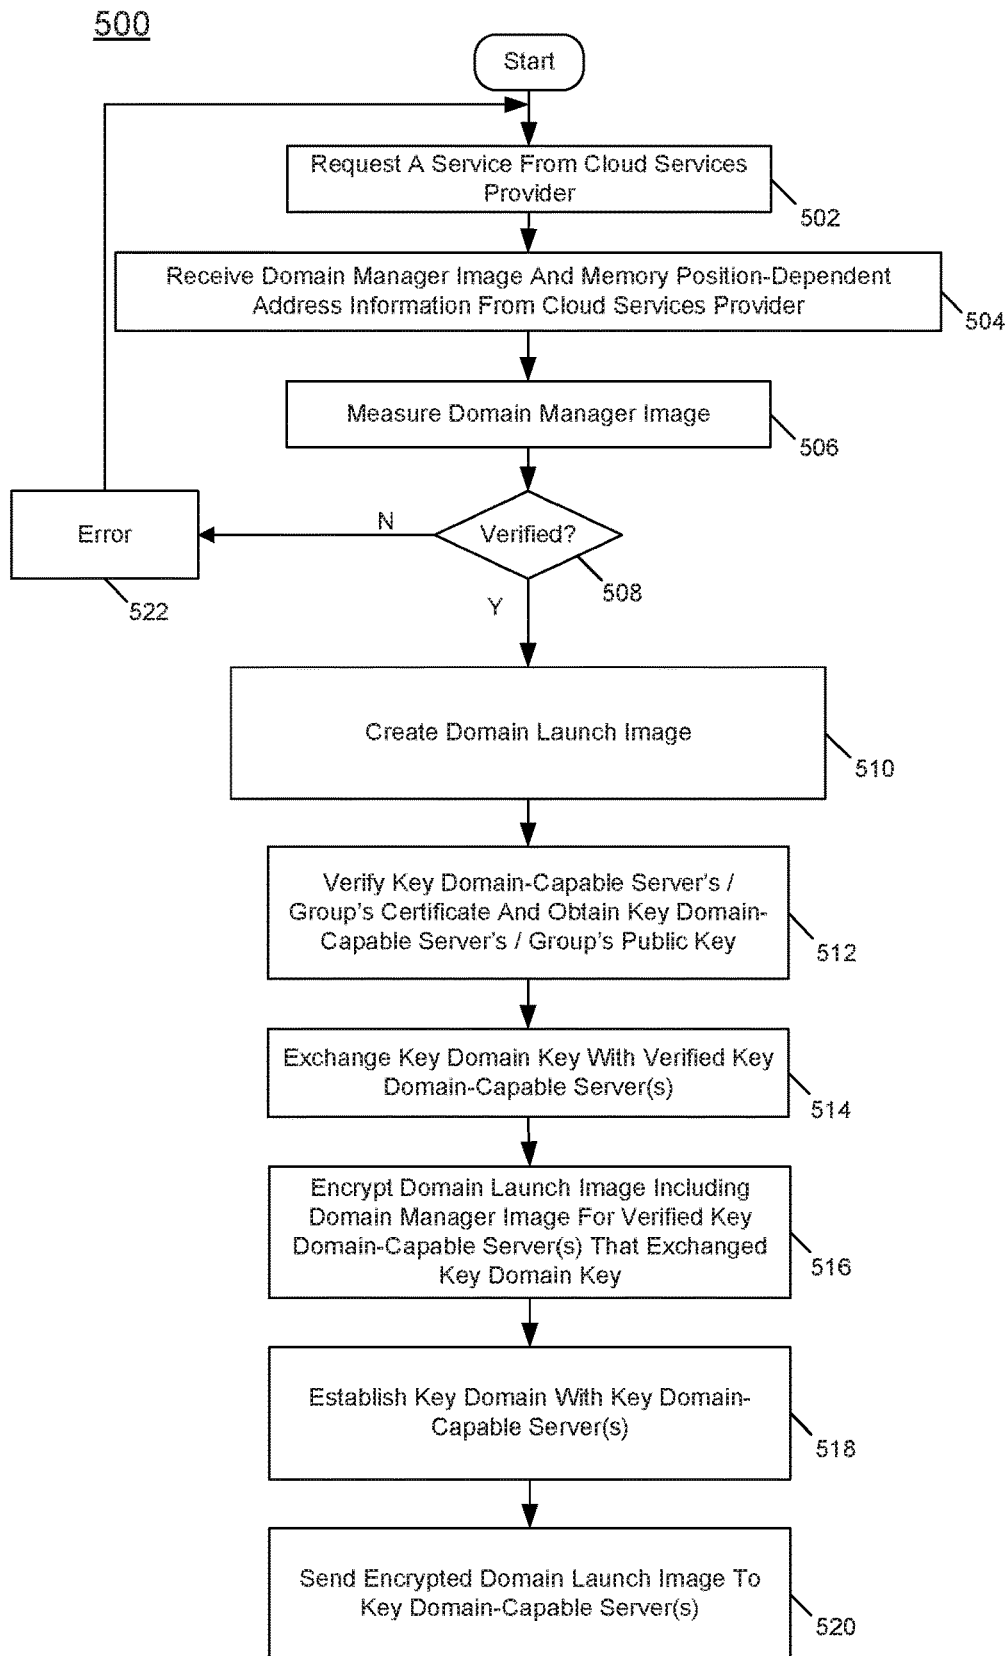 500
Start
Request A Service From Cloud Services
Provider
502
Receive Domain Manager Image And Memory Position-Dependent
Address Information From Cloud Services Provider
504
Measure Domain Manager Image
506
Error
N
Verified?
522
508
Y
Create Domain Launch Image
510
Verify Key Domain-Capable Server's /
Group's Certificate And Obtain Key Domain-
Capable Server's / Group's Public Key
512
Exchange Key Domain Key With Verified Key
Domain-Capable Server(s)
514
Encrypt Domain Launch Image Including
Domain Manager Image For Verified Key
Domain-Capable Server(s) That Exchanged
Key Domain Key
516
Establish Key Domain With Key Domain-
Capable Server(s)
518
Send Encrypted Domain Launch Image To
Key Domain-Capable Server(s)
520